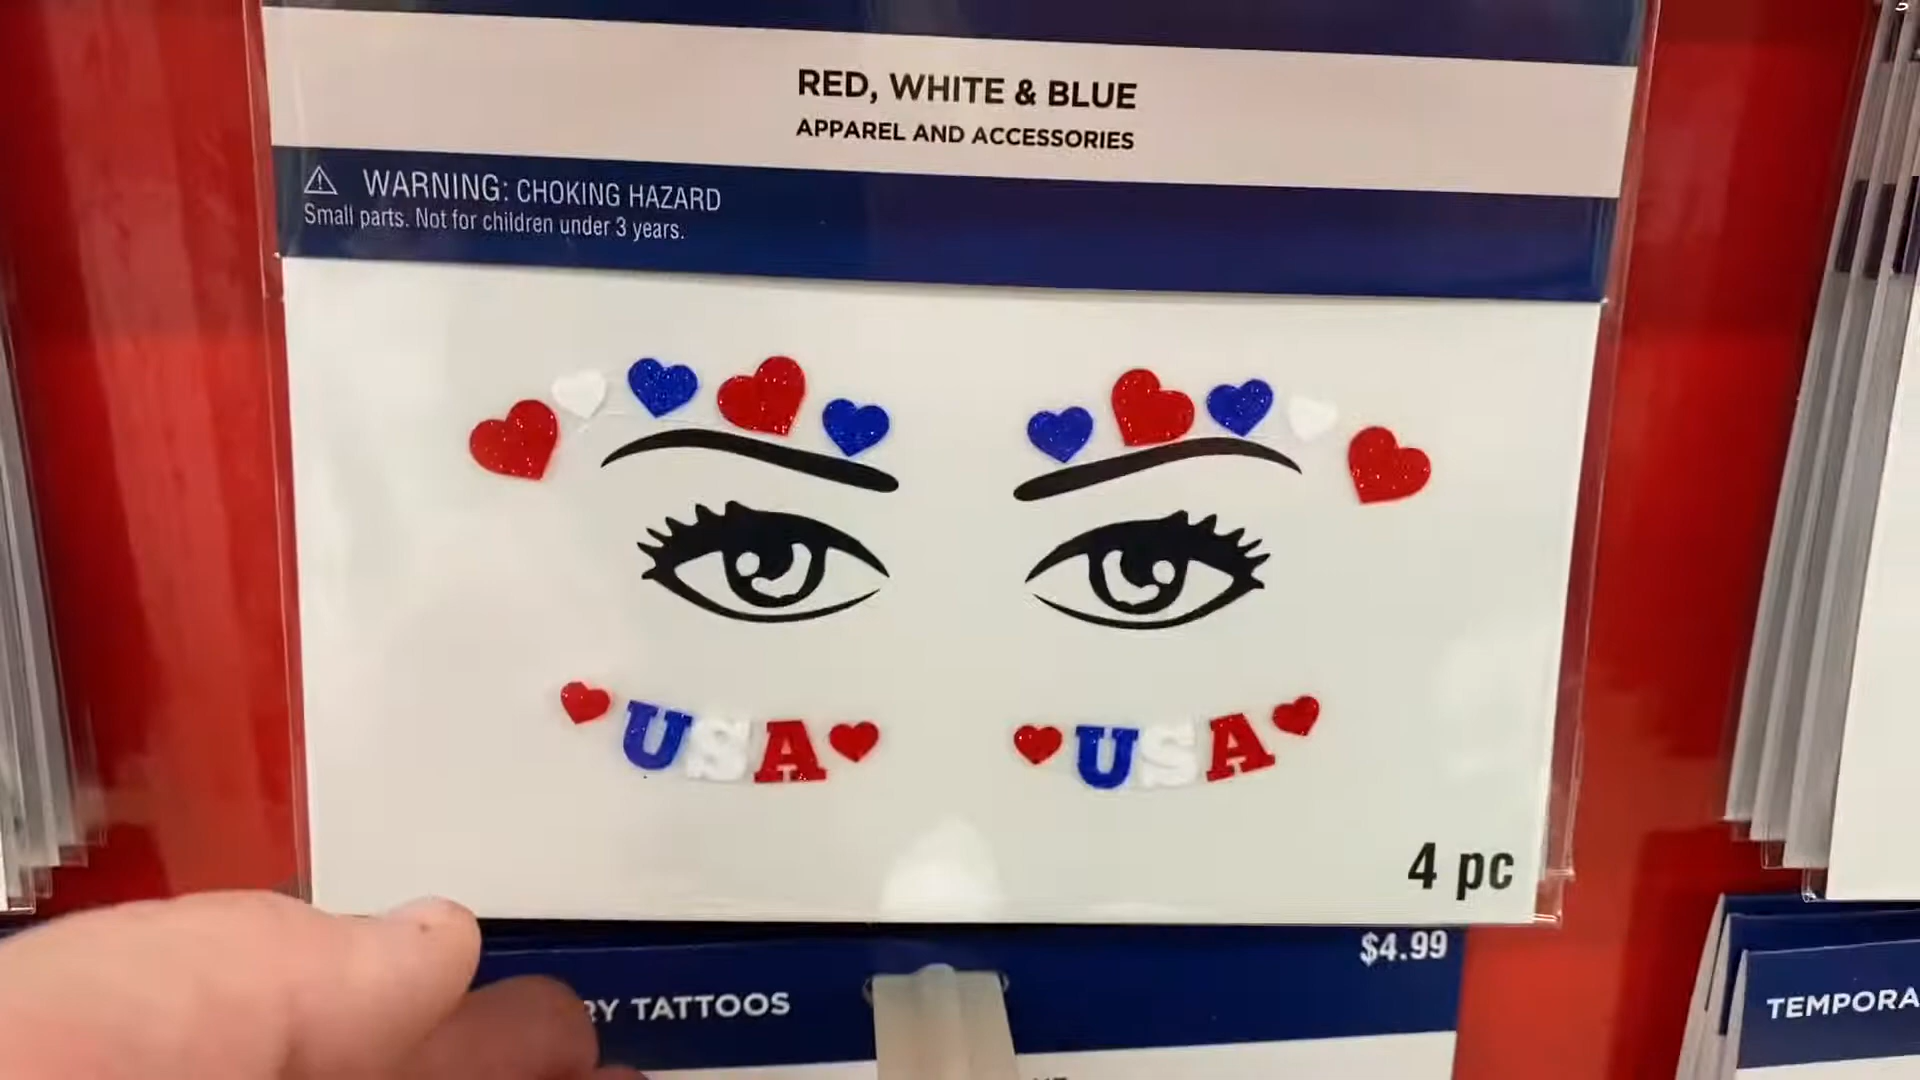 RED, WHITE & BLUE
APPAREL AND ACCESSORIES
WARNING: CHOKING HAZARD
Small parts. Not for children under 3 years.
USA USA
4 pc
$4.99
RY TATTOOS
TEMPORA